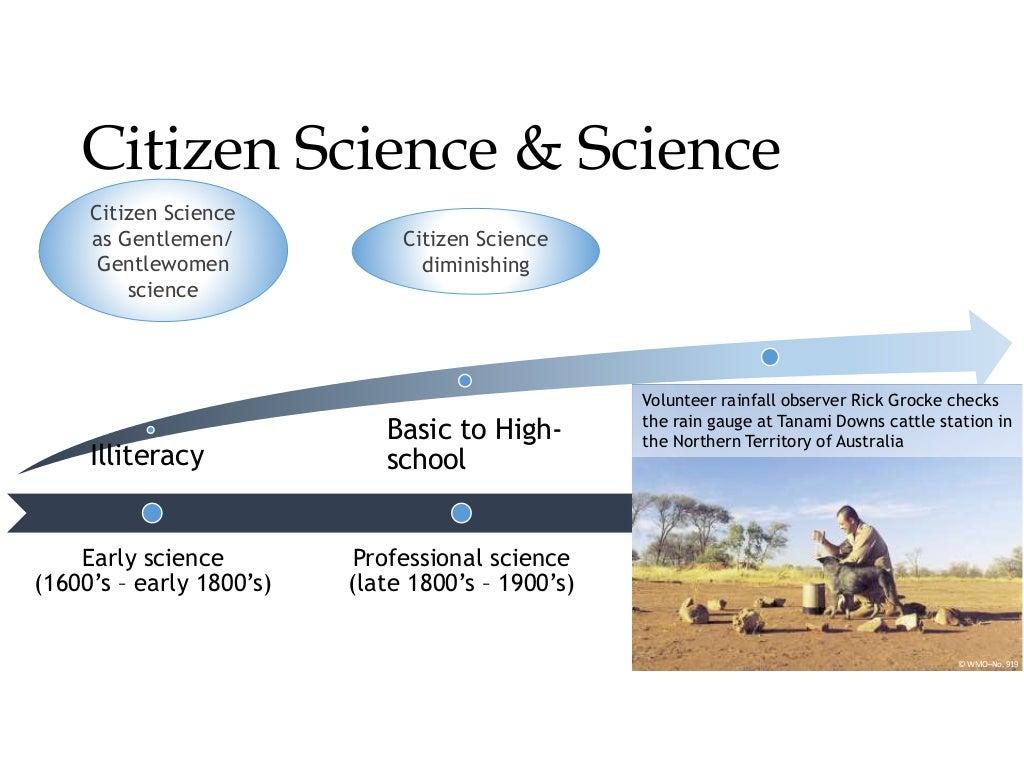 Citizen Science & Science
Citizen Science
as Gentlemen/
Gentlewomen
science
Citizen Science
diminishing
Illiteracy
Basic to High-
school
Volunteer rainfall observer Rick Grocke checks
the rain gauge at Tanami Downs cattle station in
the Northern Territory of Australia
Early science
(1600’s – early 1800’s)
Professional science
(late 1800’s – 1900’s)
© WMO–No. 919